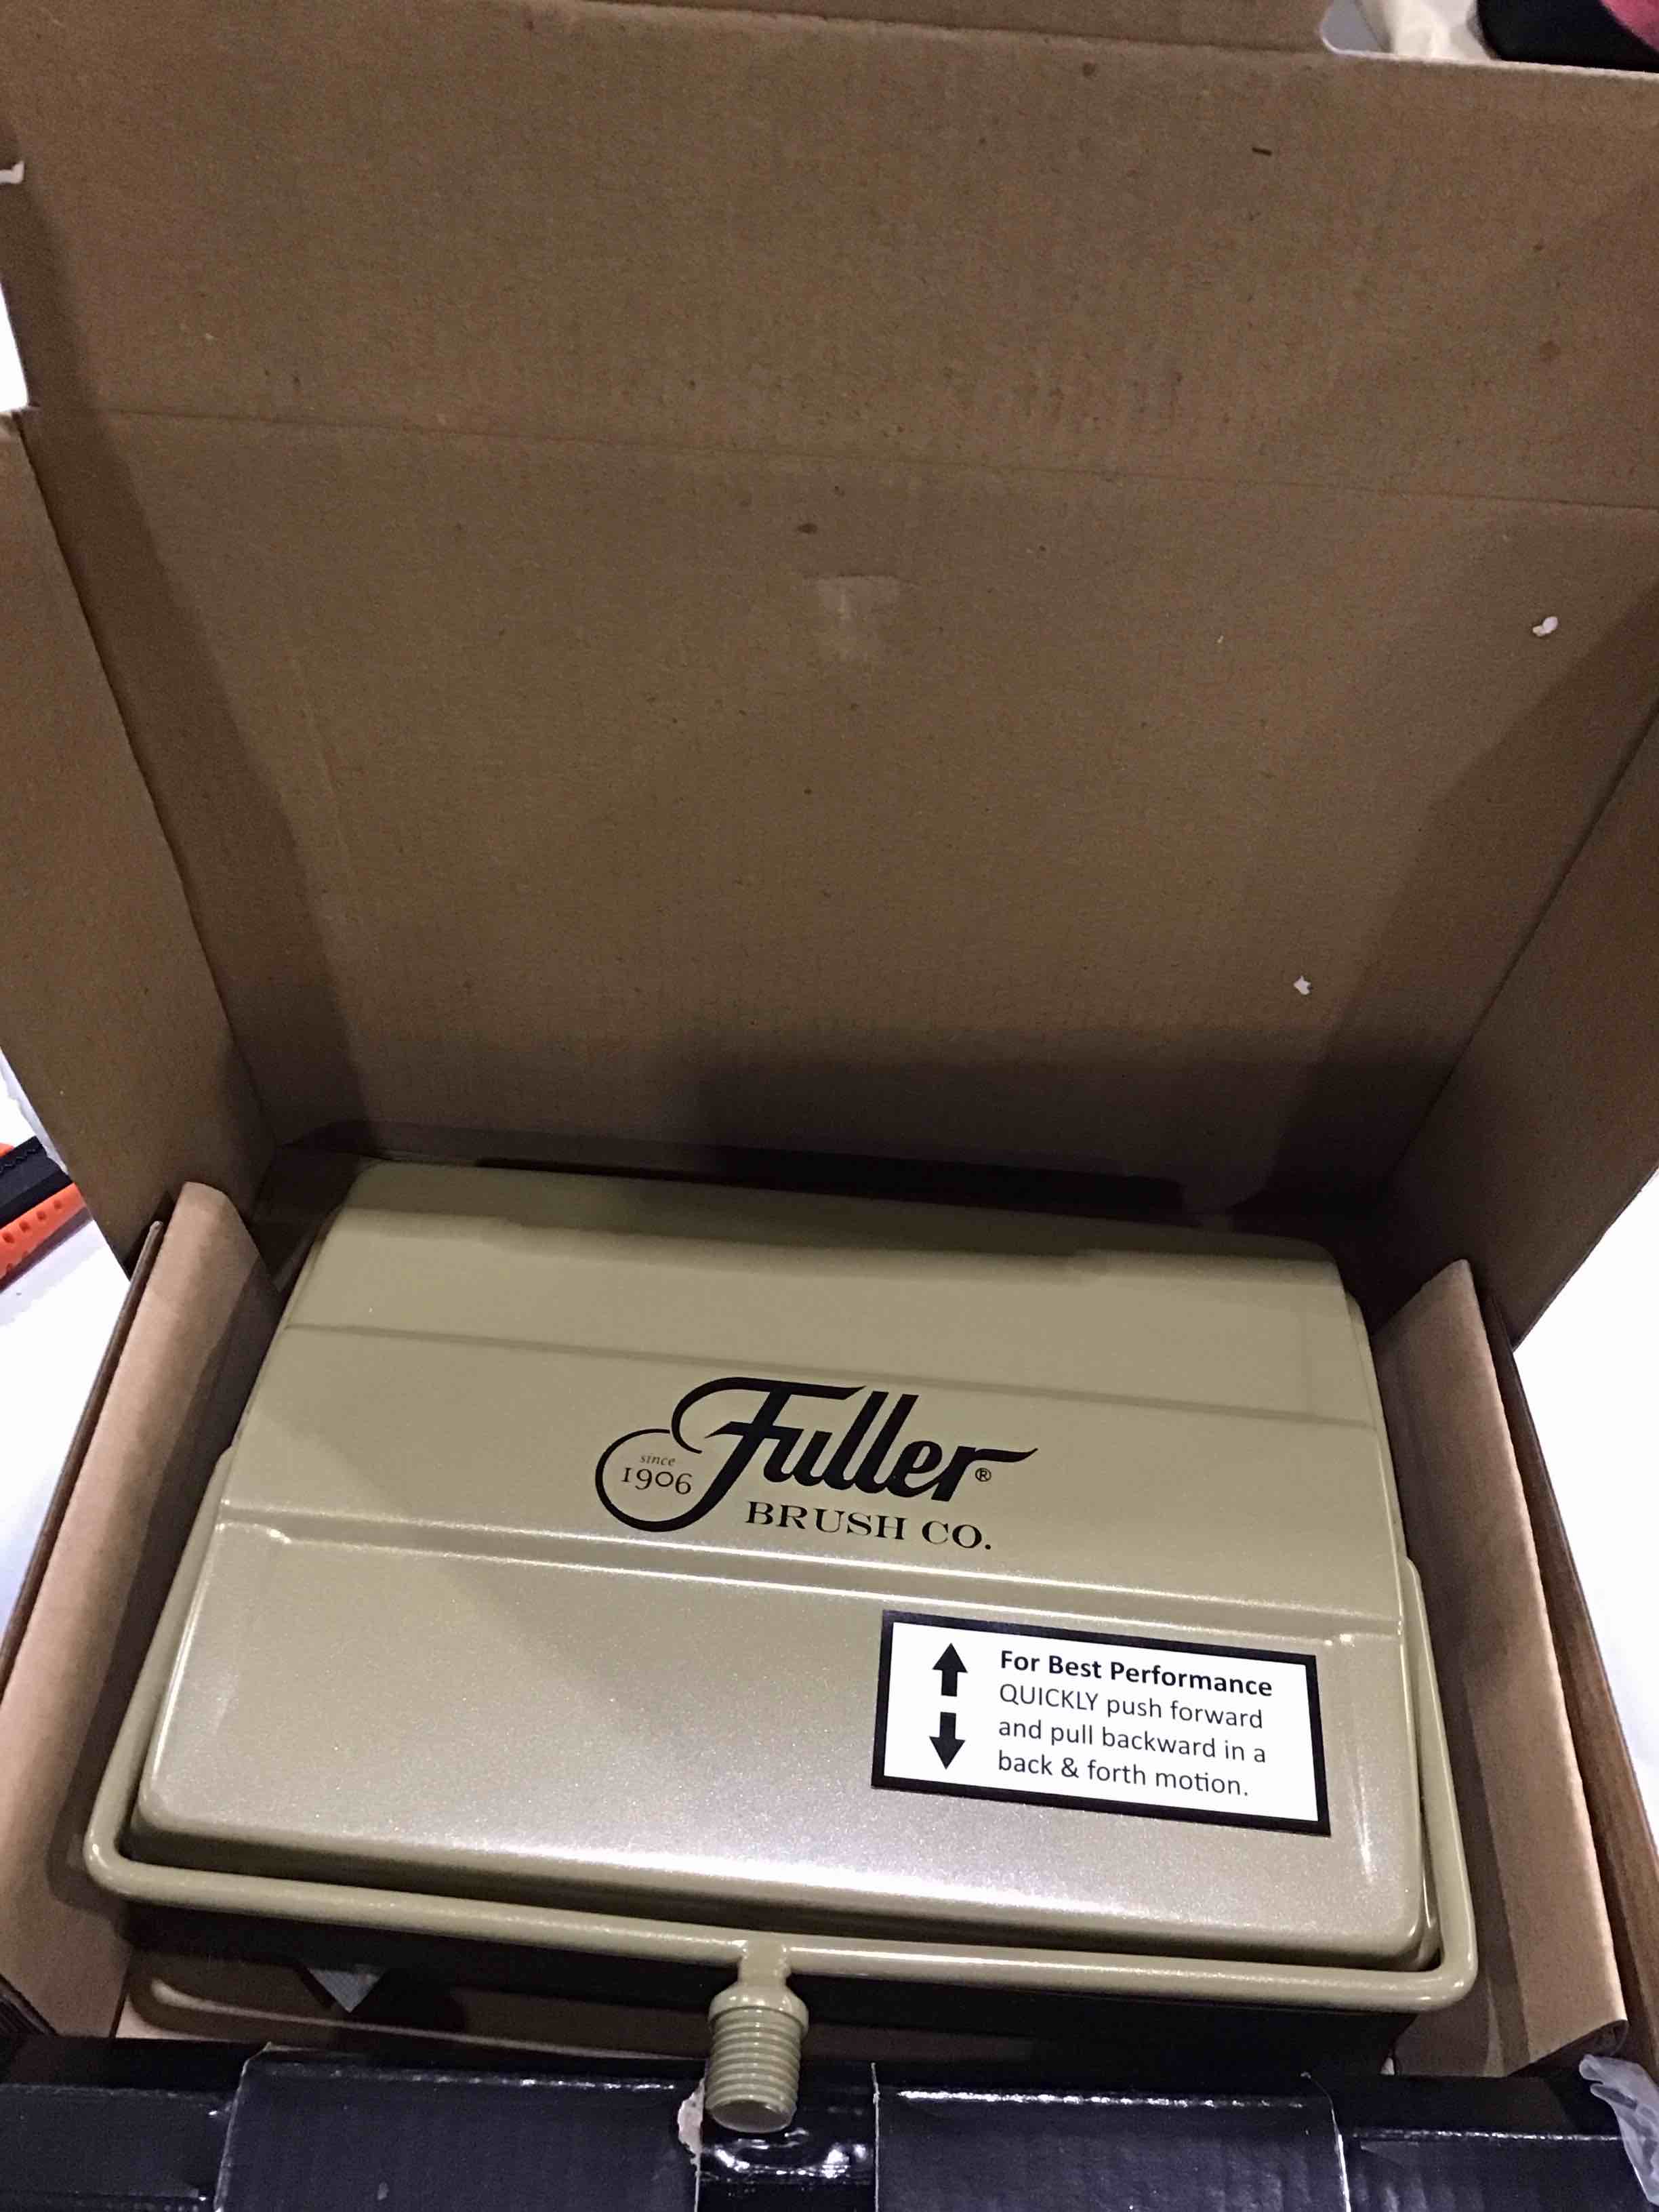 Fuller®
since
1906
BRUSH CO.
For Best Performance
QUICKLY push forward
and pull backward in a
back & forth motion.